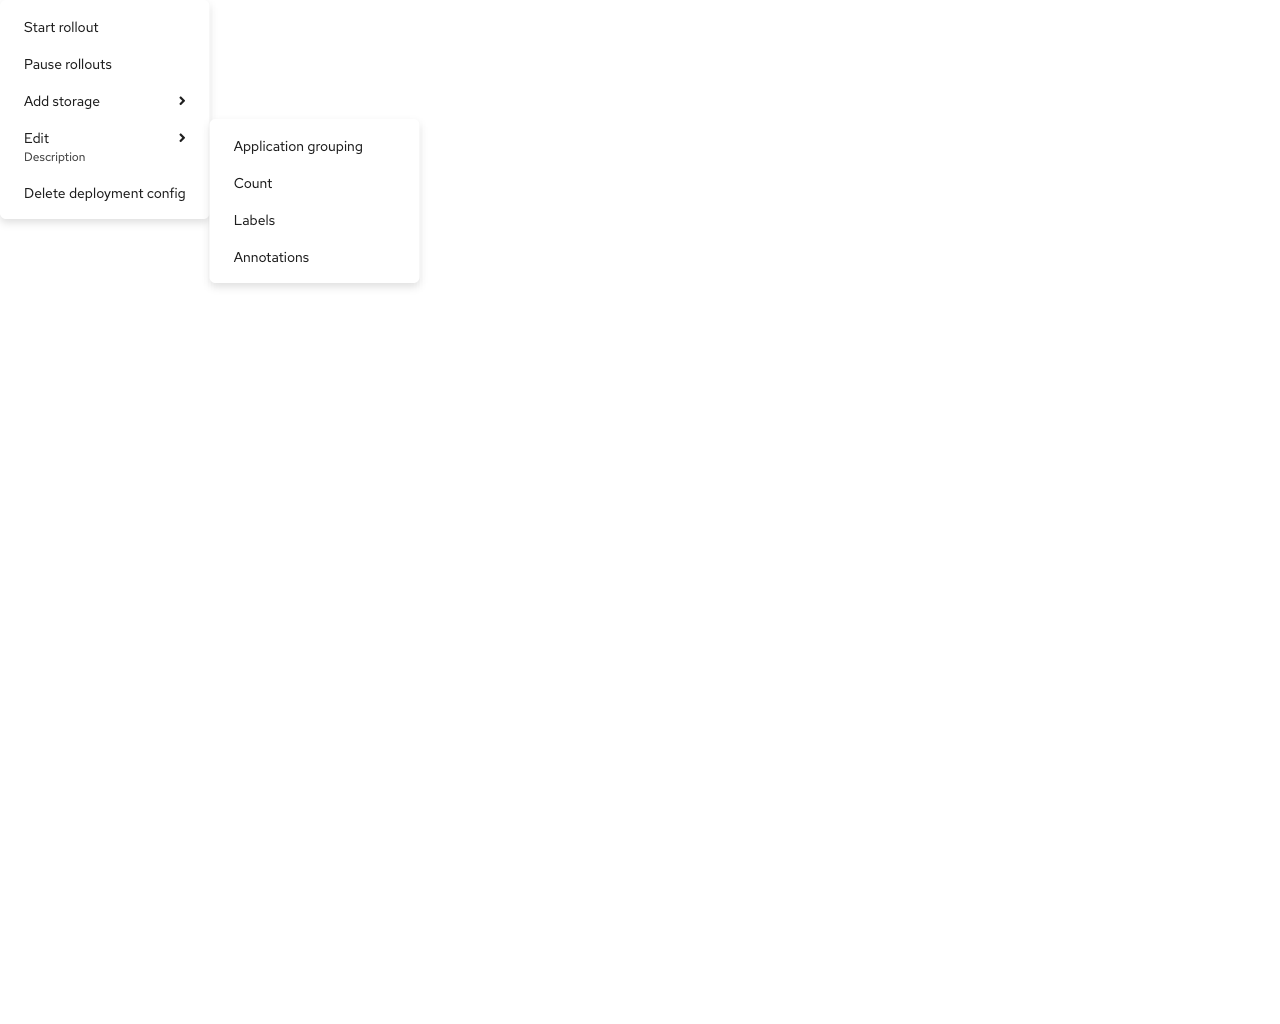 Start rollout
Pause rollouts
Add storage
Edit
Description
Delete deployment config
Application grouping
Count
Labels
Annotations